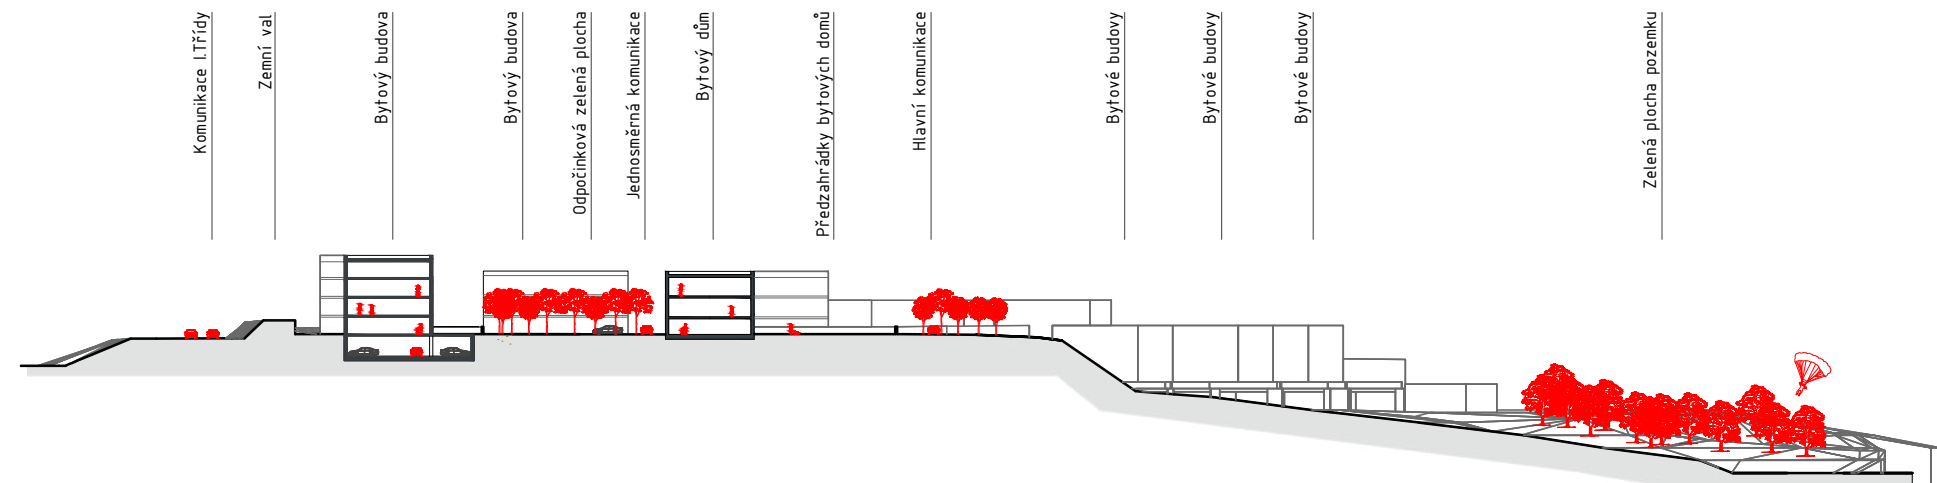 Komunikace I.Třídy
Zemní val
Bytový budova
Bytový budova
Odpočinková zelená plocha
Jednosměrná komunikace
Bytový dům
Předzahrádky bytových domů
Hlavní komunikace
Bytové budovy
Bytové budovy
Bytové budovy
Zelená plocha pozemku